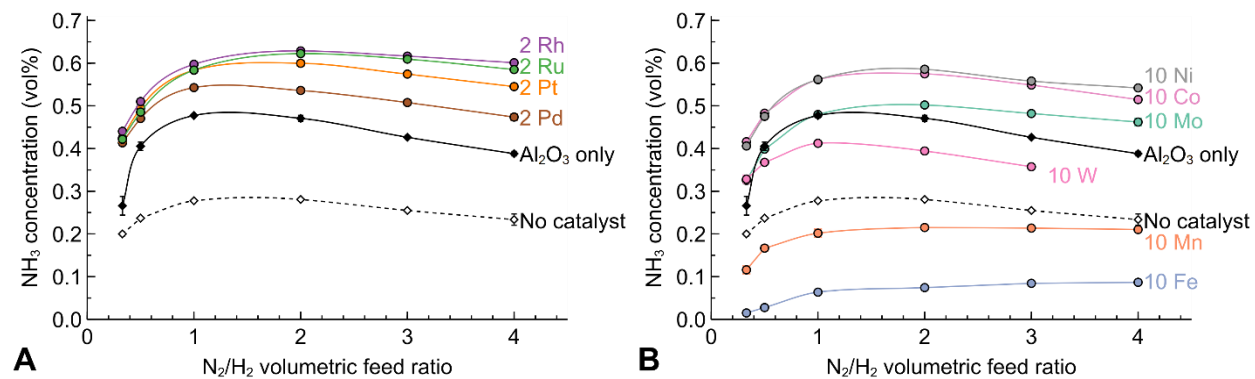 NH₃ concentration (vol%)
0.7
0.6
0.5
0.4
0.3
0.2
0.1
0.0
2 Rh
2 Ru
2 Pt
2 Pd
Al₂O₃ only
No catalyst
0 1 2 3 4
N₂/H₂ volumetric feed ratio
A
NH₃ concentration (vol%)
0.7
0.6
0.5
0.4
0.3
0.2
0.1
0.0
10 Ni
10 Co
10 Mo
Al₂O₃ only
10 W
No catalyst
10 Mn
10 Fe
0 1 2 3 4
N₂/H₂ volumetric feed ratio
B